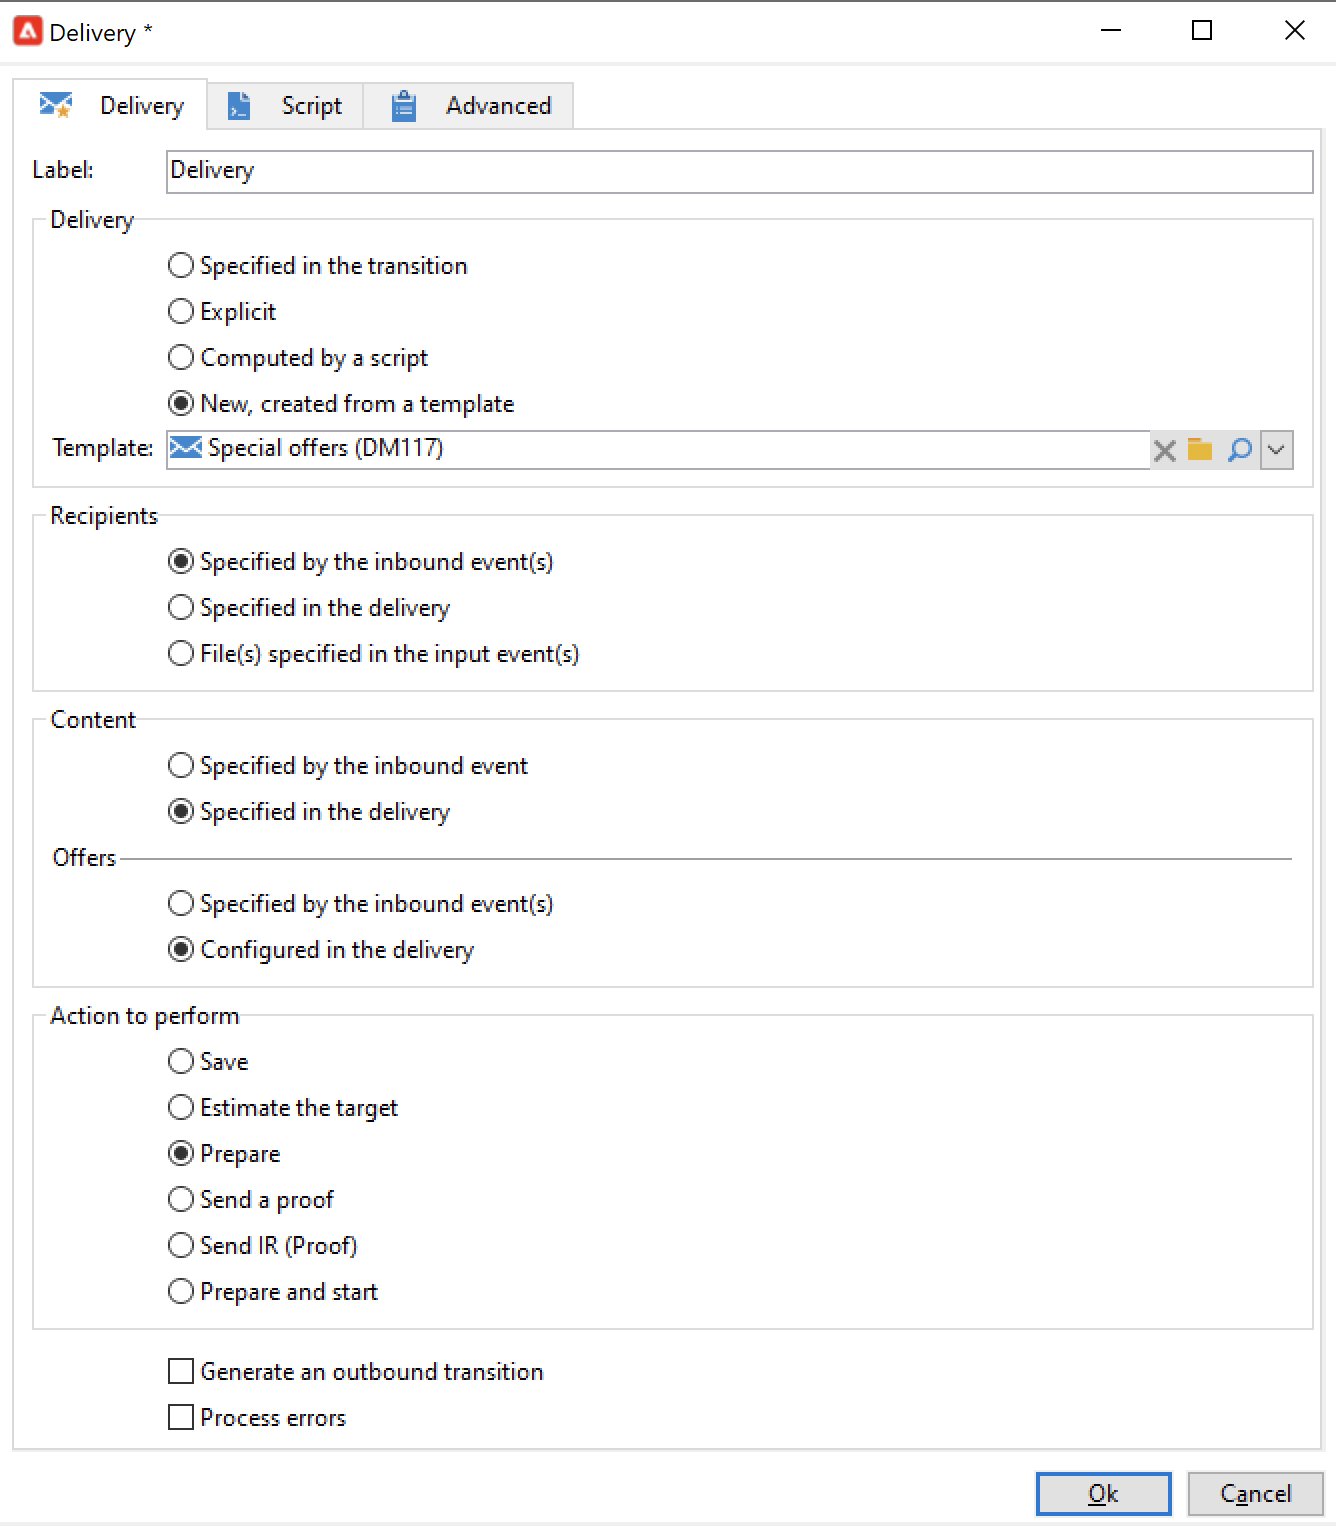 Delivery *
Delivery Script Advanced
Label: Delivery
Delivery
Specified in the transition
Explicit
Computed by a script
New, created from a template
Template: Special offers (DM117)
Recipients
Specified by the inbound event(s)
Specified in the delivery
File(s) specified in the input event(s)
Content
Specified by the inbound event
Specified in the delivery
Offers
Specified by the inbound event(s)
Configured in the delivery
Action to perform
Save
Estimate the target
Prepare
Send a proof
Send IR (Proof)
Prepare and start
Generate an outbound transition
Process errors
Ok Cancel